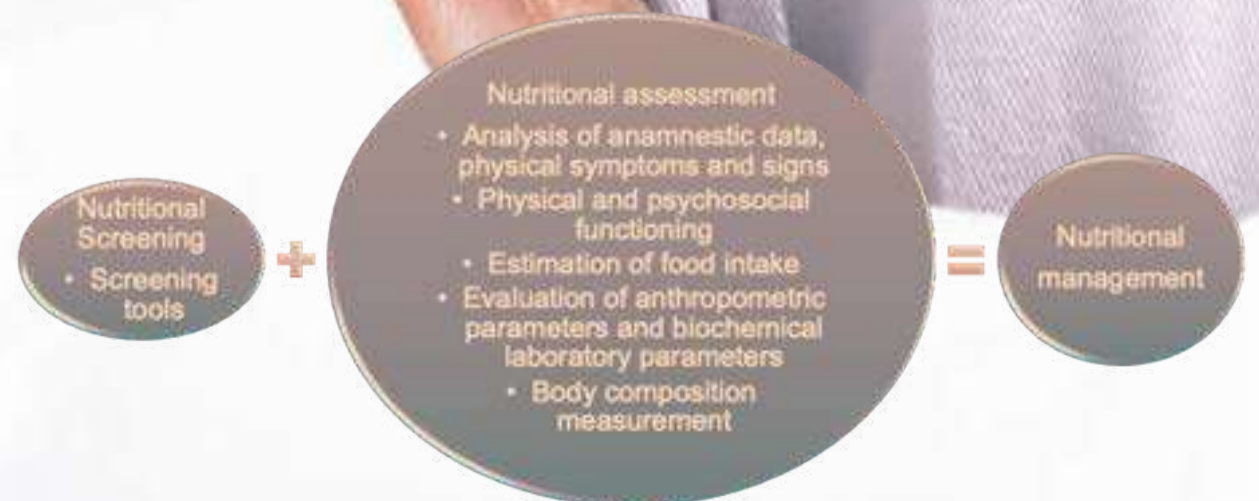 Nutritional
Screening
• Screening
tools
+
Nutritional assessment
• Analysis of anamnestic data,
physical symptoms and signs
• Physical and psychosocial
functioning
• Estimation of food intake
• Evaluation of anthropometric
parameters and biochemical
laboratory parameters
• Body composition
measurement
=
Nutritional
management